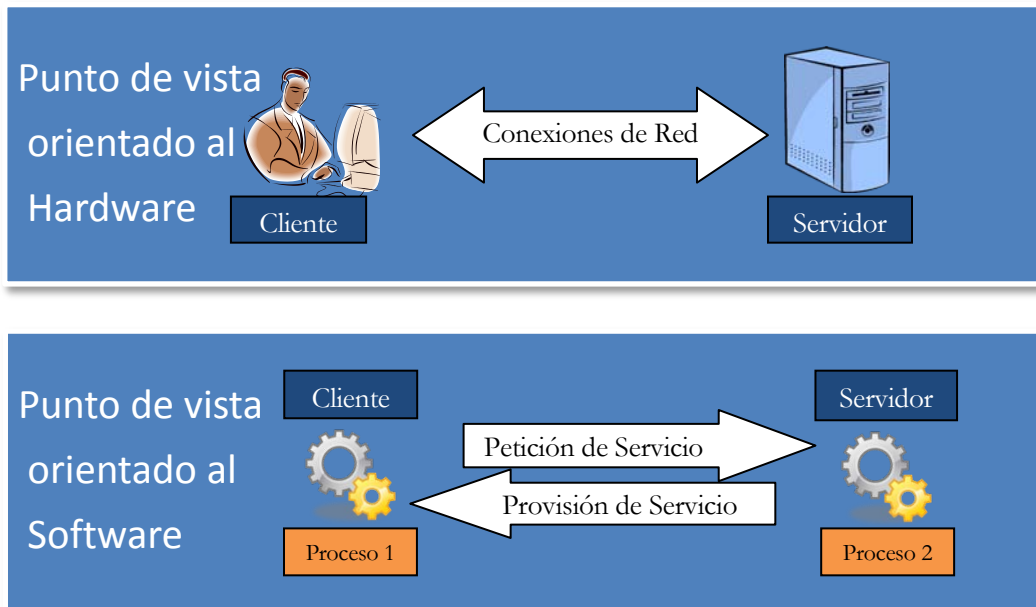 Punto de vista
orientado al
Hardware
Cliente
Conexiones de Red
Servidor
Punto de vista
orientado al
Software
Cliente
Servidor
Petición de Servicio
Provisión de Servicio
Proceso 1
Proceso 2